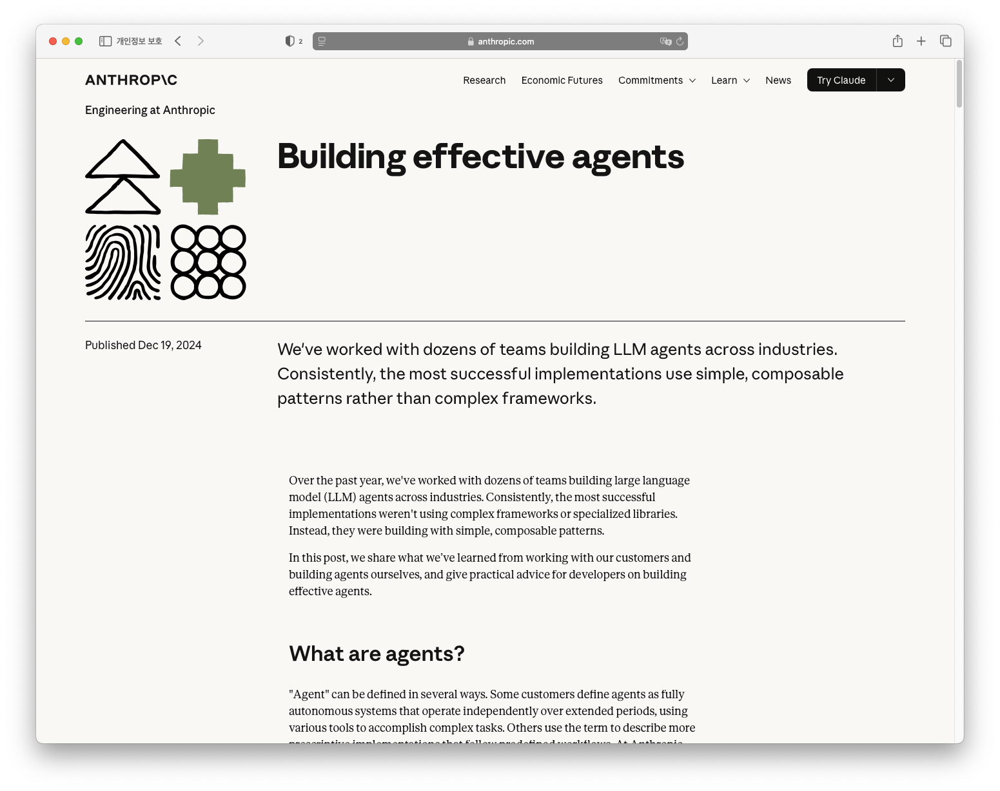 개인정보 보호
2
anthropic.com
ANTHROP\C
Research
Economic Futures
Commitments
Learn
News
Try Claude
Engineering at Anthropic
Building effective agents
Published Dec 19, 2024
We've worked with dozens of teams building LLM agents across industries.
Consistently, the most successful implementations use simple, composable
patterns rather than complex frameworks.
Over the past year, we've worked with dozens of teams building large language
model (LLM) agents across industries. Consistently, the most successful
implementations weren't using complex frameworks or specialized libraries.
Instead, they were building with simple, composable patterns.
In this post, we share what we’ve learned from working with our customers and
building agents ourselves, and give practical advice for developers on building
effective agents.
What are agents?
"Agent" can be defined in several ways. Some customers define agents as fully
autonomous systems that operate independently over extended periods, using
various tools to accomplish complex tasks. Others use the term to describe more
prescriptive implementations that follow predefined workflows. At Anthropic,